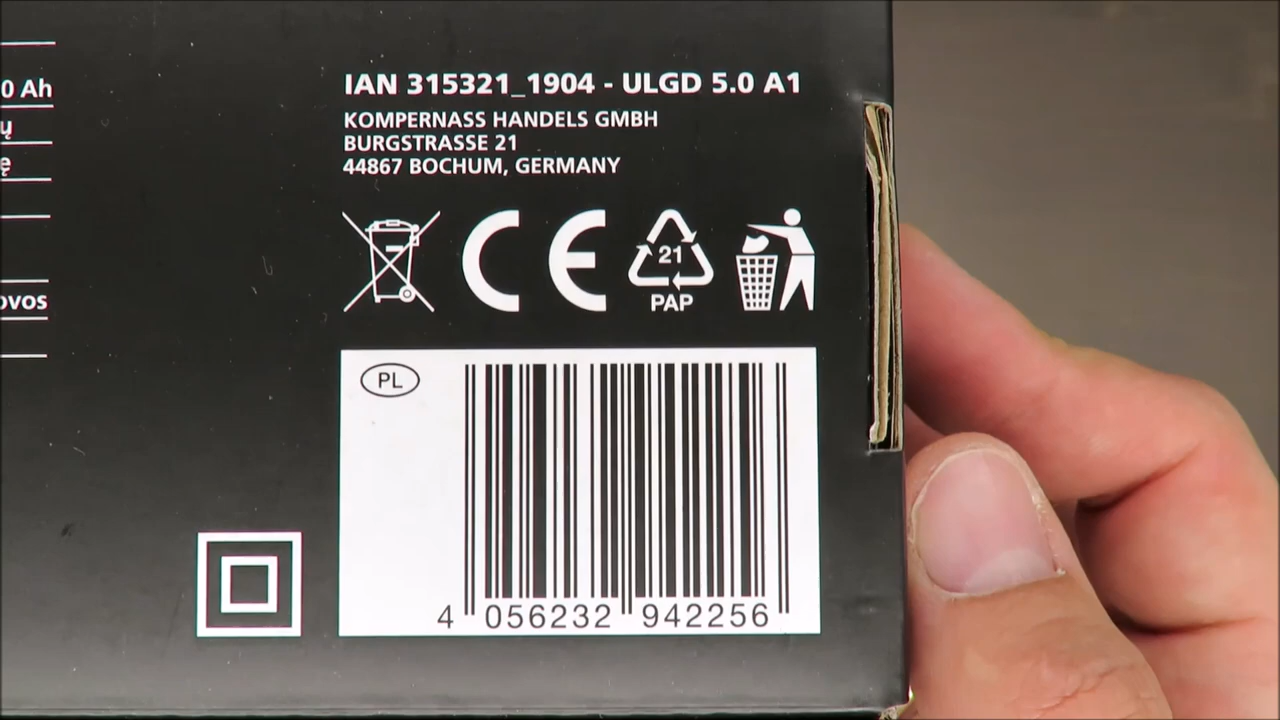 0 Ah
ų
ę
ovos
IAN 315321_1904 - ULGD 5.0 A1
KOMPERNASS HANDELS GMBH
BURGSTRASSE 21
44867 BOCHUM, GERMANY
CE
21
PAP
PL
4 056232 942256